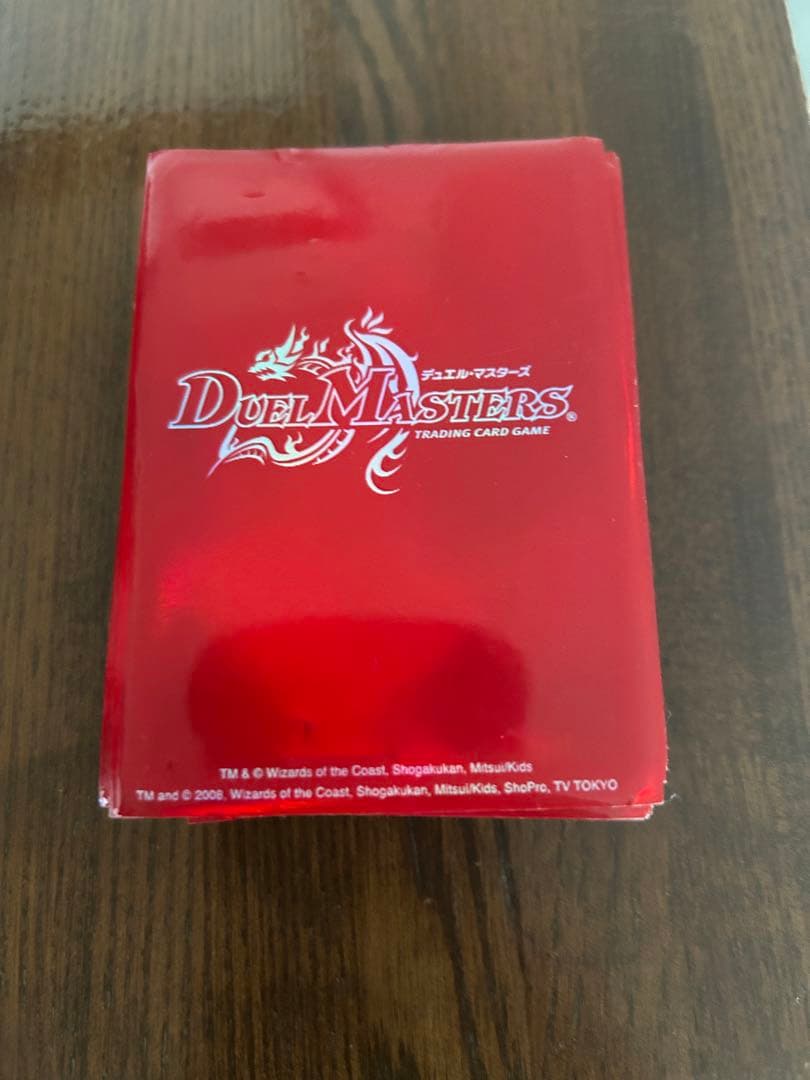 デュエル・マスターズ
DUEL MASTERS®
TRADING CARD GAME
TM & © Wizards of the Coast, Shogakukan, Mitsui/Kids
TM and © 2008, Wizards of the Coast, Shogakukan, Mitsui/Kids, ShoPro, TV TOKYO